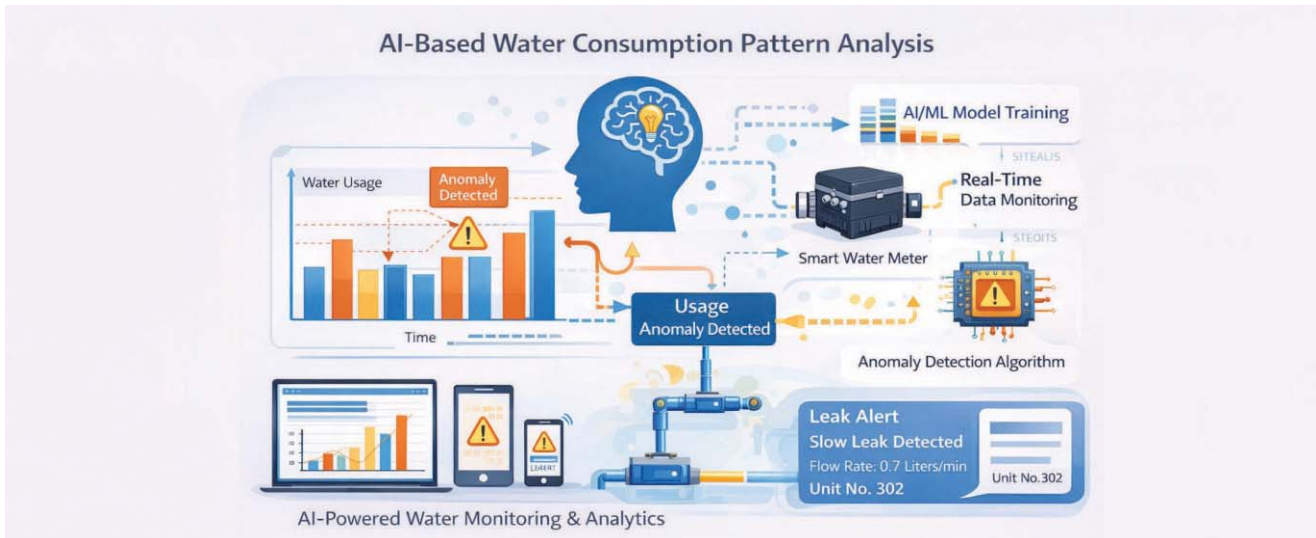 AI-Based Water Consumption Pattern Analysis
AI/ML Model Training
SITEALIS
Water Usage
Anomaly
Detected
Real-Time
Data Monitoring
STEOITS
Smart Water Meter
Usage
Anomaly Detected
Time
Anomaly Detection Algorithm
Leak Alert
Slow Leak Detected
Flow Rate: 0.7 Liters/min
Unit No. 302
Unit No. 302
AI-Powered Water Monitoring & Analytics